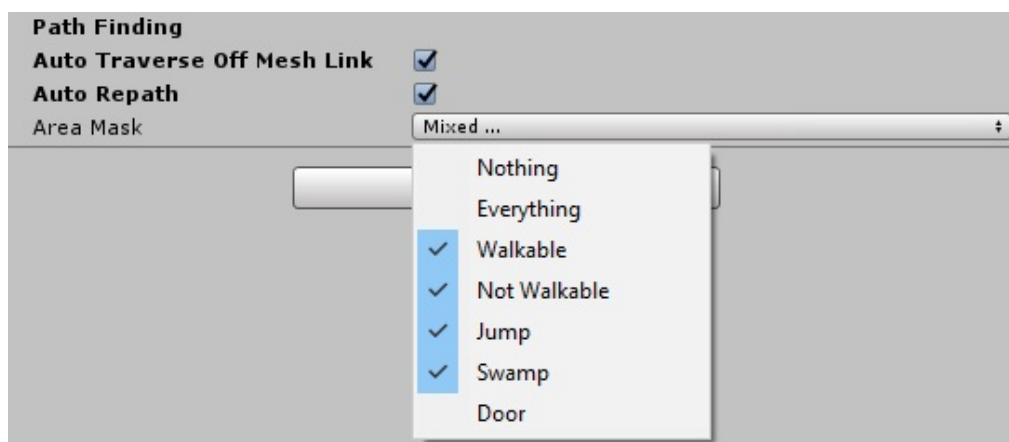 Path Finding
Auto Traverse Off Mesh Link
Auto Repath
Area Mask Mixed ...
Nothing
Everything
Walkable
Not Walkable
Jump
Swamp
Door